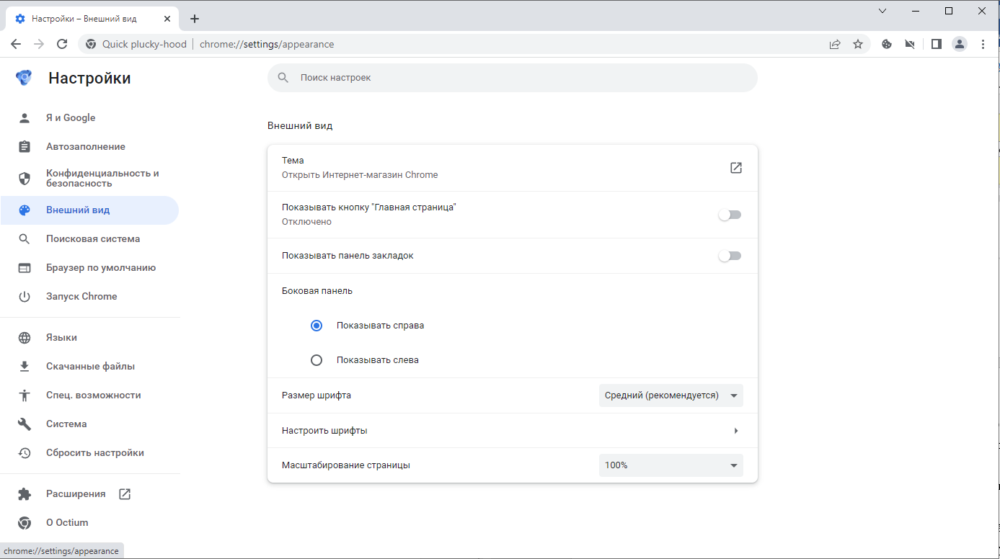 Настройки – Внешний вид
Quick plucky-hood
chrome://settings/appearance
Настройки
Поиск настроек
Я и Google
Автозаполнение
Конфиденциальность и
безопасность
Внешний вид
Поисковая система
Браузер по умолчанию
Запуск Chrome
Языки
Скачанные файлы
Спец. возможности
Система
Сбросить настройки
Расширения
О Octium
Внешний вид
Тема
Открыть Интернет-магазин Chrome
Показывать кнопку "Главная страница"
Отключено
Показывать панель закладок
Боковая панель
Показывать справа
Показывать слева
Размер шрифта
Средний (рекомендуется)
Настроить шрифты
Масштабирование страницы
100%
chrome://settings/appearance